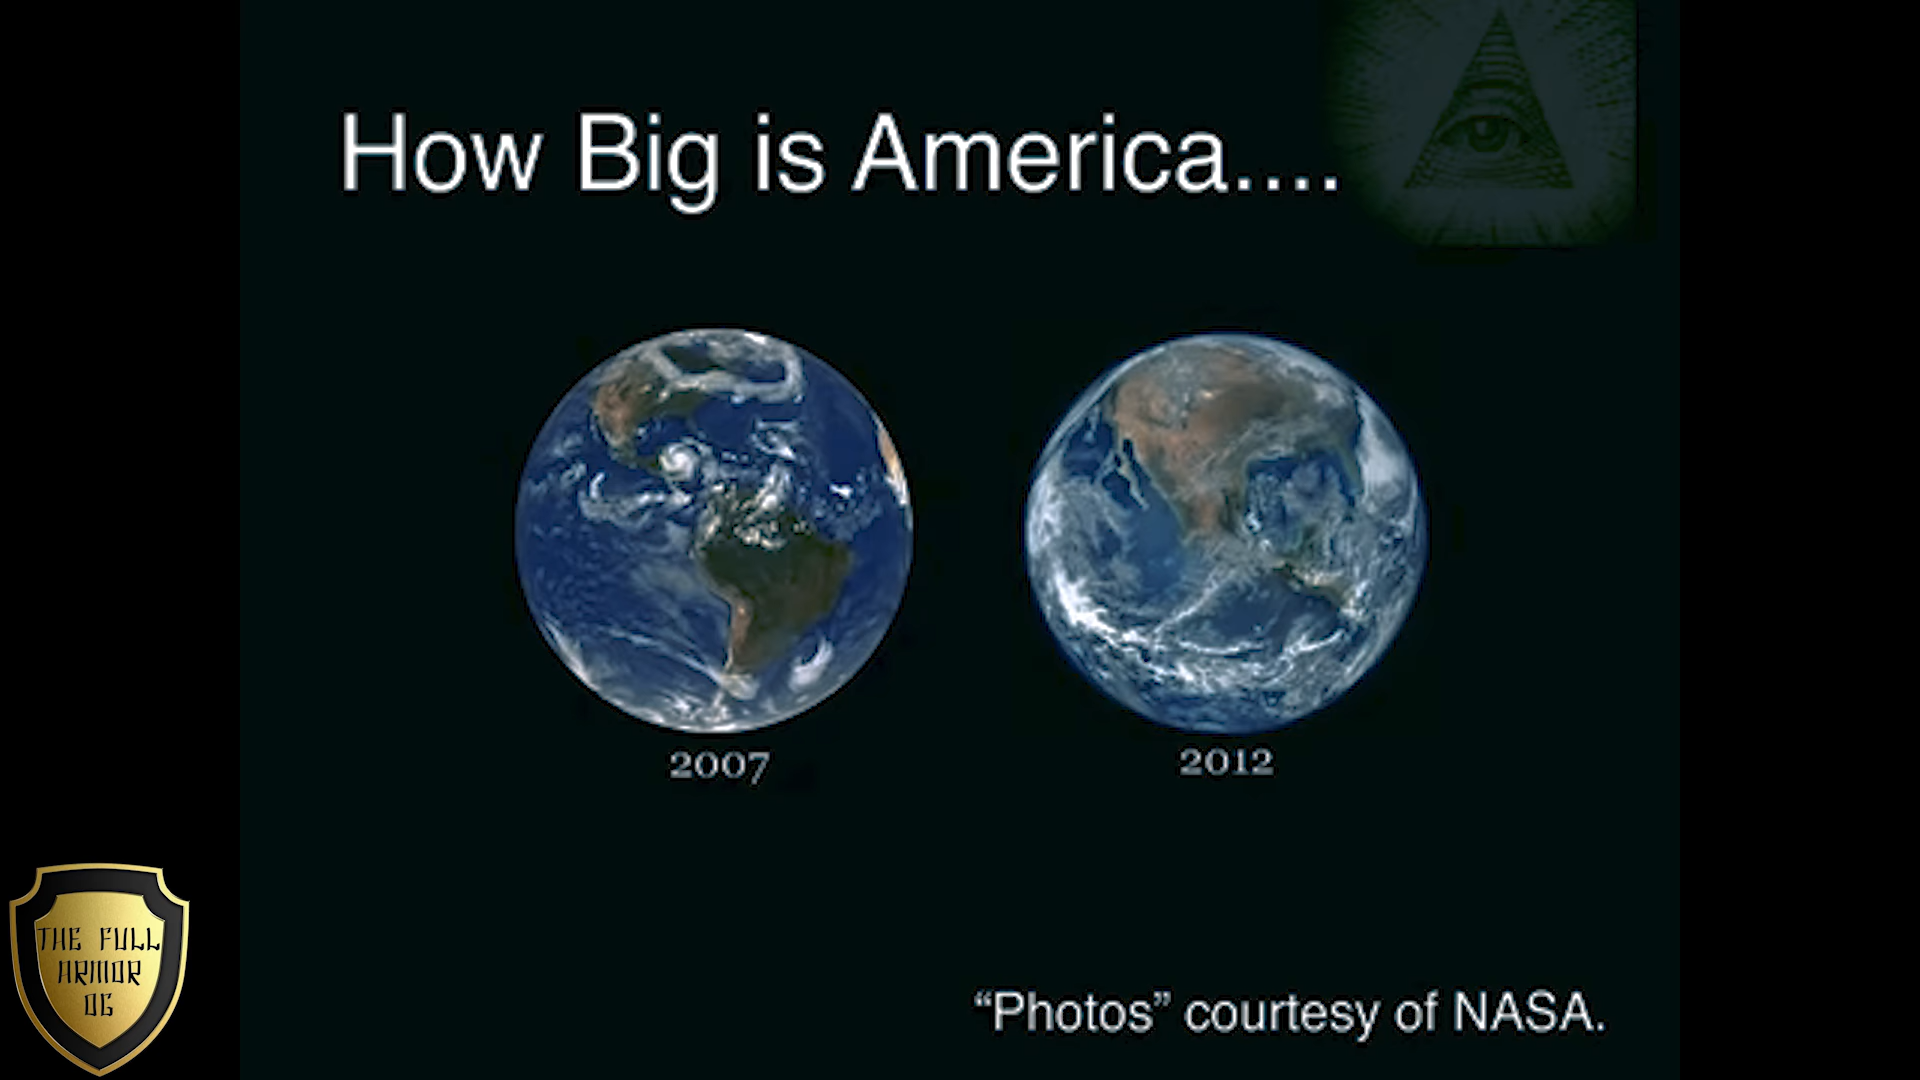 How Big is America....
2007
2012
“Photos” courtesy of NASA.
THE FULL
ARMOR
OG